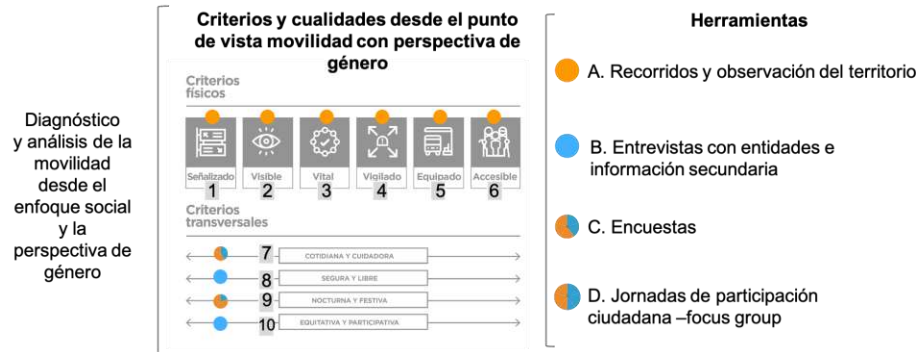 Diagnóstico
y análisis de la
movilidad
desde el
enfoque social
y la
perspectiva de
género
Criterios y cualidades desde el punto
de vista movilidad con perspectiva de
género
Criterios
físicos
Señalizado
Visible
Vital
Vigilado
Equipado
Accesible
1
2
3
4
5
6
Criterios
transversales
7 COTIDIANA Y CUIDADORA
8 SEGURA Y LIBRE
9 NOCTURNA Y FESTIVA
10 EQUITATIVA Y PARTICIPATIVA
Herramientas
A. Recorridos y observación del territorio
B. Entrevistas con entidades e
información secundaria
C. Encuestas
D. Jornadas de participación
ciudadana –focus group